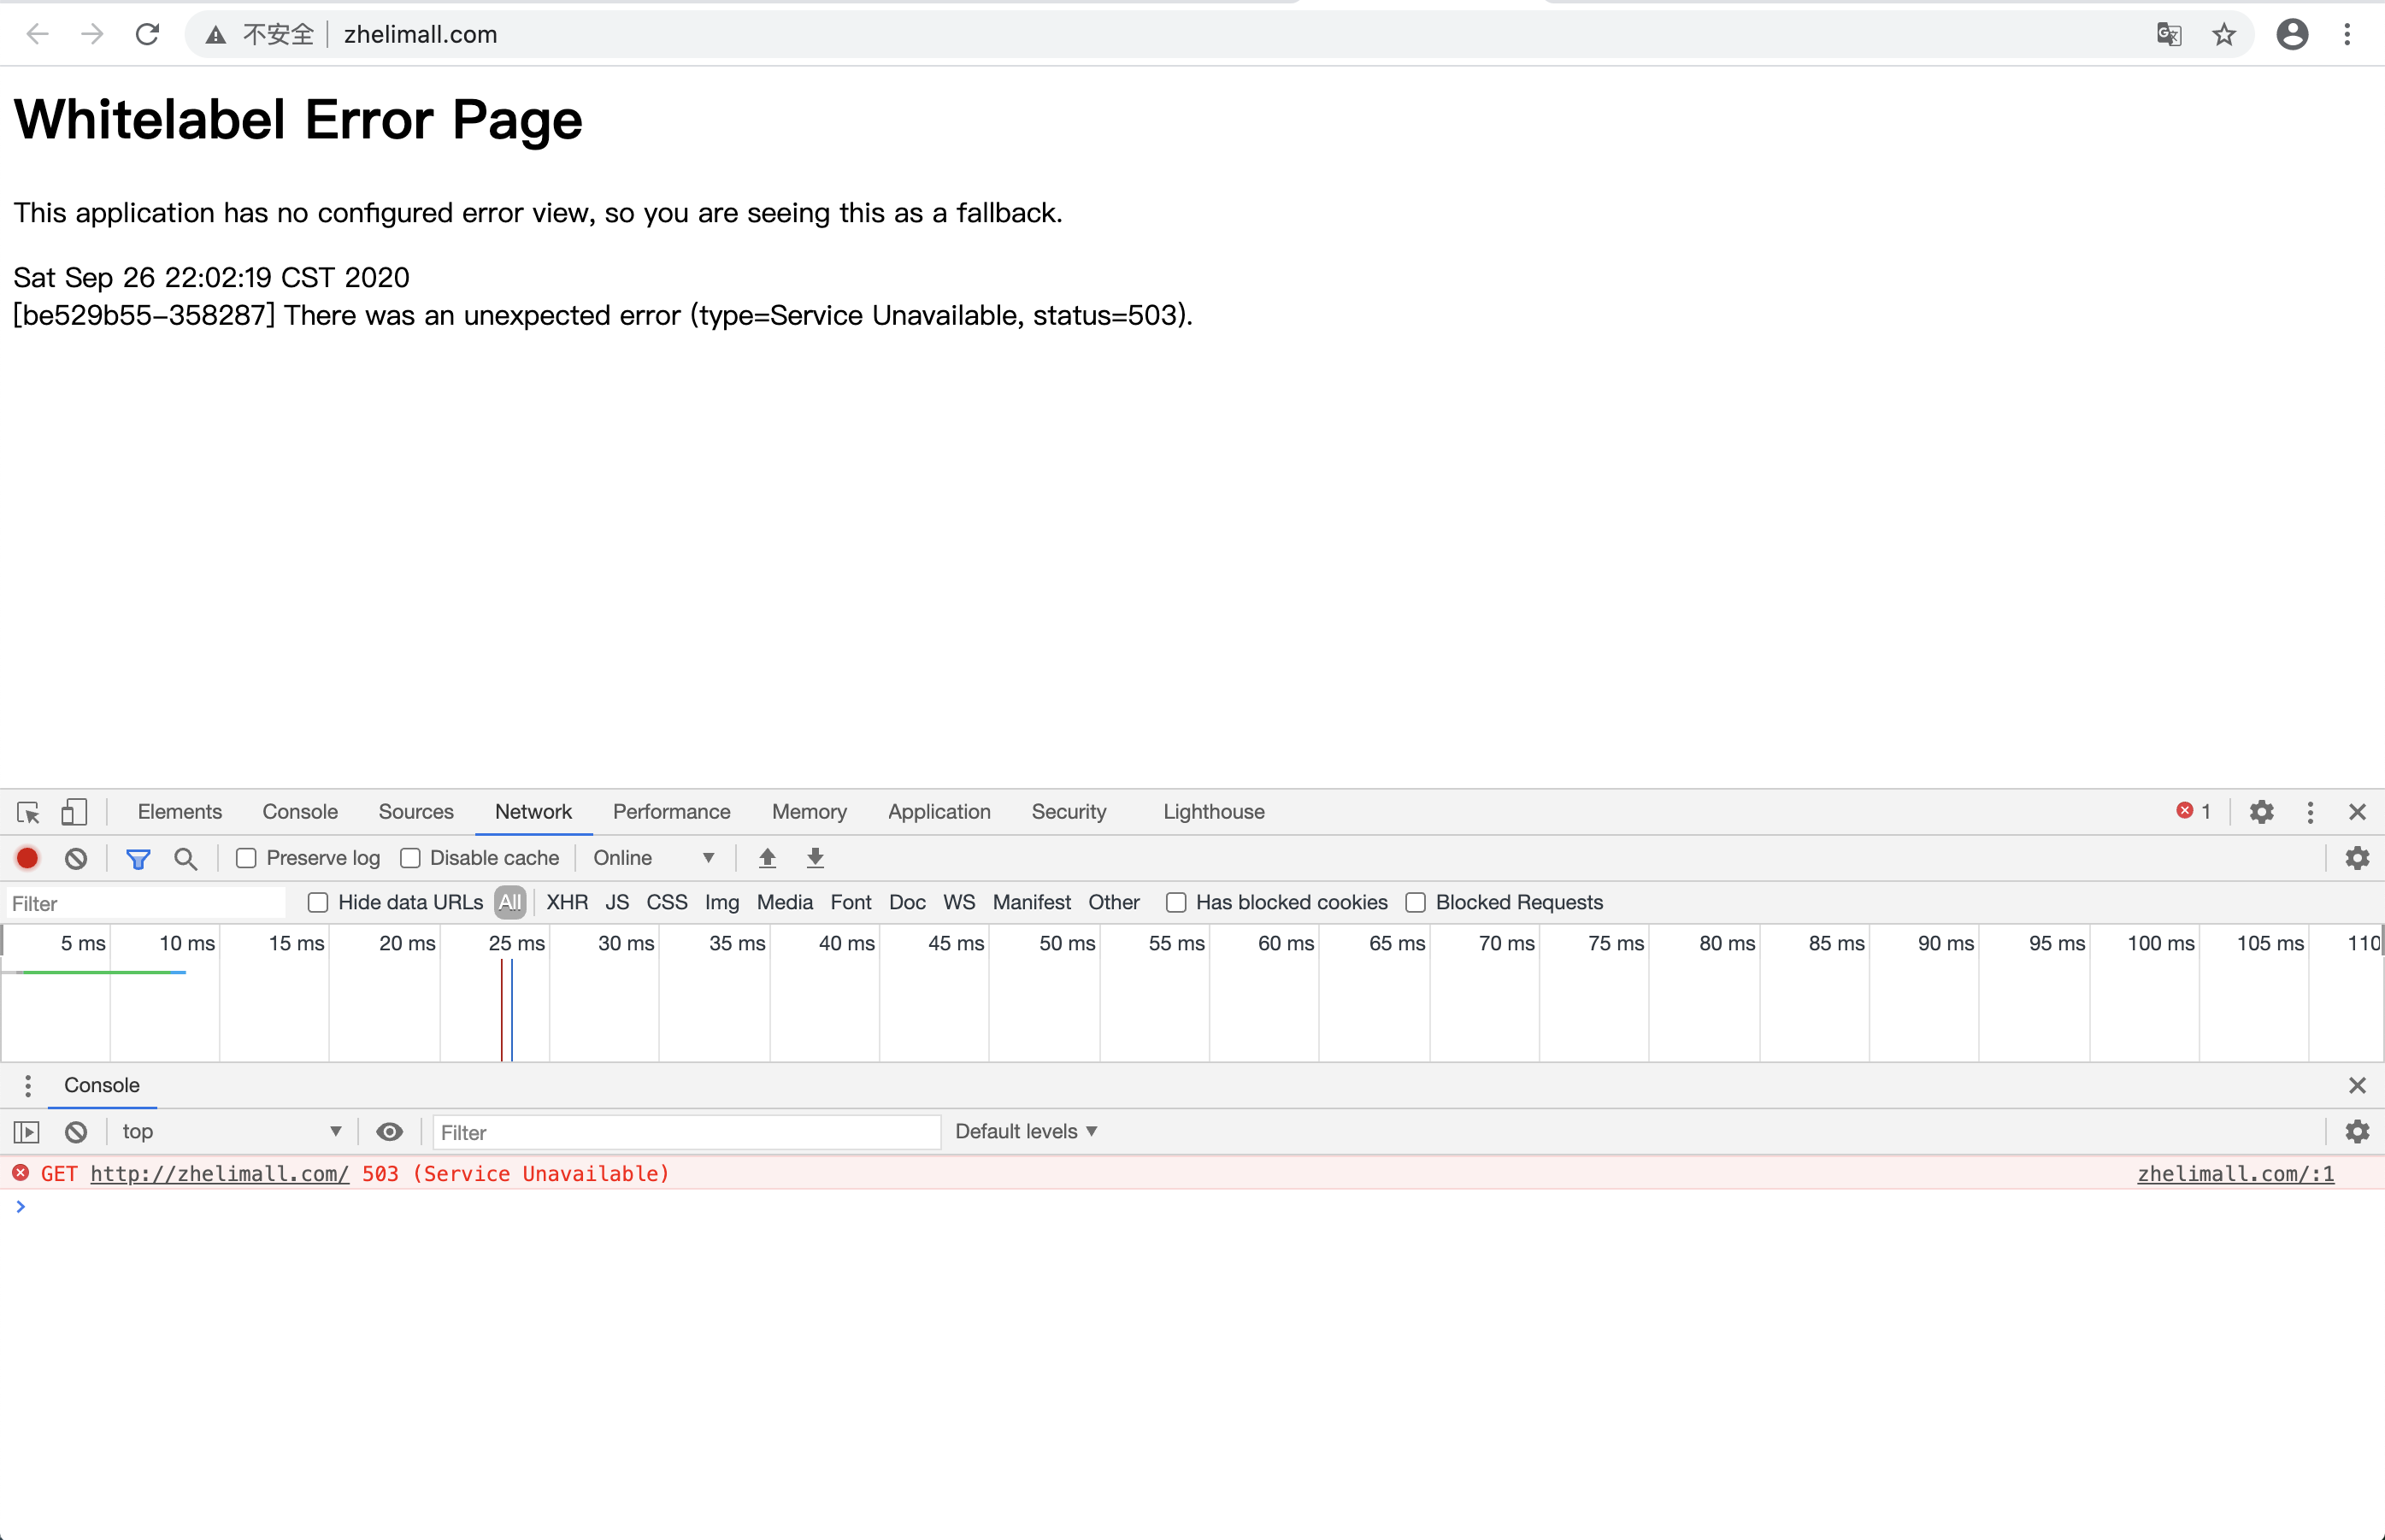 不安全 zhelimall.com
Whitelabel Error Page
This application has no configured error view, so you are seeing this as a fallback.
Sat Sep 26 22:02:19 CST 2020
[be529b55-358287] There was an unexpected error (type=Service Unavailable, status=503).
Elements Console Sources Network Performance Memory Application Security Lighthouse 1
Preserve log Disable cache Online
Filter Hide data URLs All XHR JS CSS Img Media Font Doc WS Manifest Other Has blocked cookies Blocked Requests
5 ms 10 ms 15 ms 20 ms 25 ms 30 ms 35 ms 40 ms 45 ms 50 ms 55 ms 60 ms 65 ms 70 ms 75 ms 80 ms 85 ms 90 ms 95 ms 100 ms 105 ms 110
Console
top Filter Default levels
GET http://zhelimall.com/ 503 (Service Unavailable) zhelimall.com/:1